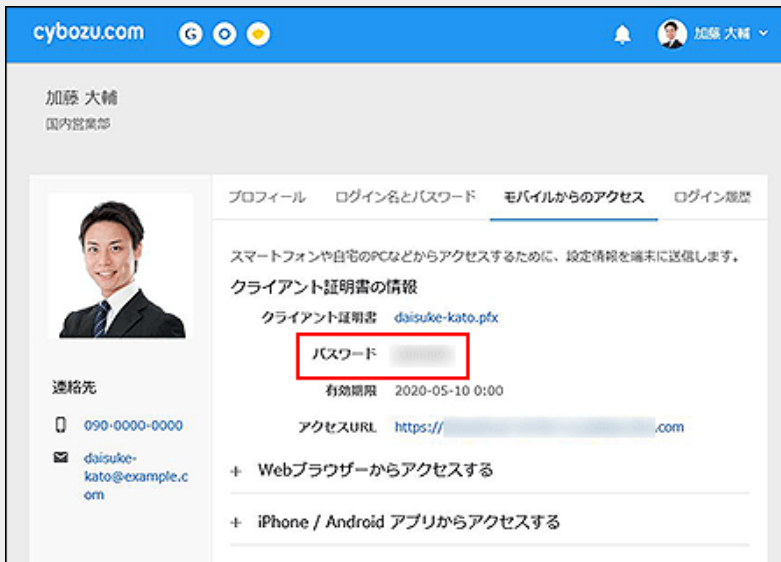 cybozu.com
G
加藤 大輔
加藤 大輔
国内営業部
プロフィール ログイン名とパスワード モバイルからのアクセス ログイン履歴
スマートフォンや自宅のPCなどからアクセスするために、設定情報を端末に送信します。
クライアント証明書の情報
クライアント証明書 daisuke-kato.pfx
パスワード
有効期限 2020-05-10 0:00
アクセスURL https:// .com
連絡先
090-0000-0000
daisuke-
kato@example.c
om
+ Webブラウザーからアクセスする
+ iPhone / Android アプリからアクセスする